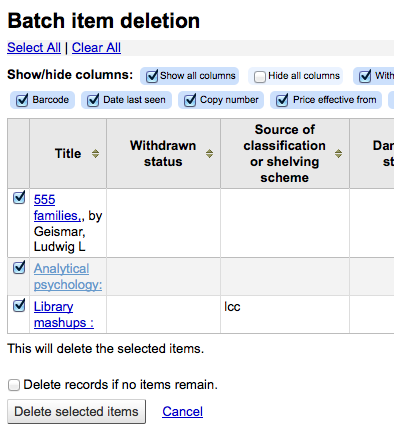 Batch item deletion
Select All | Clear All
Show/hide columns: Show all columns Hide all columns With
Barcode Date last seen Copy number Price effective from
Title Withdrawn status Source of classification or shelving scheme Dan st
555
families,, by
Geismar,
Ludwig L
Analytical
psychology:
Library lcc
mashups :
This will delete the selected items.
Delete records if no items remain.
Delete selected items Cancel